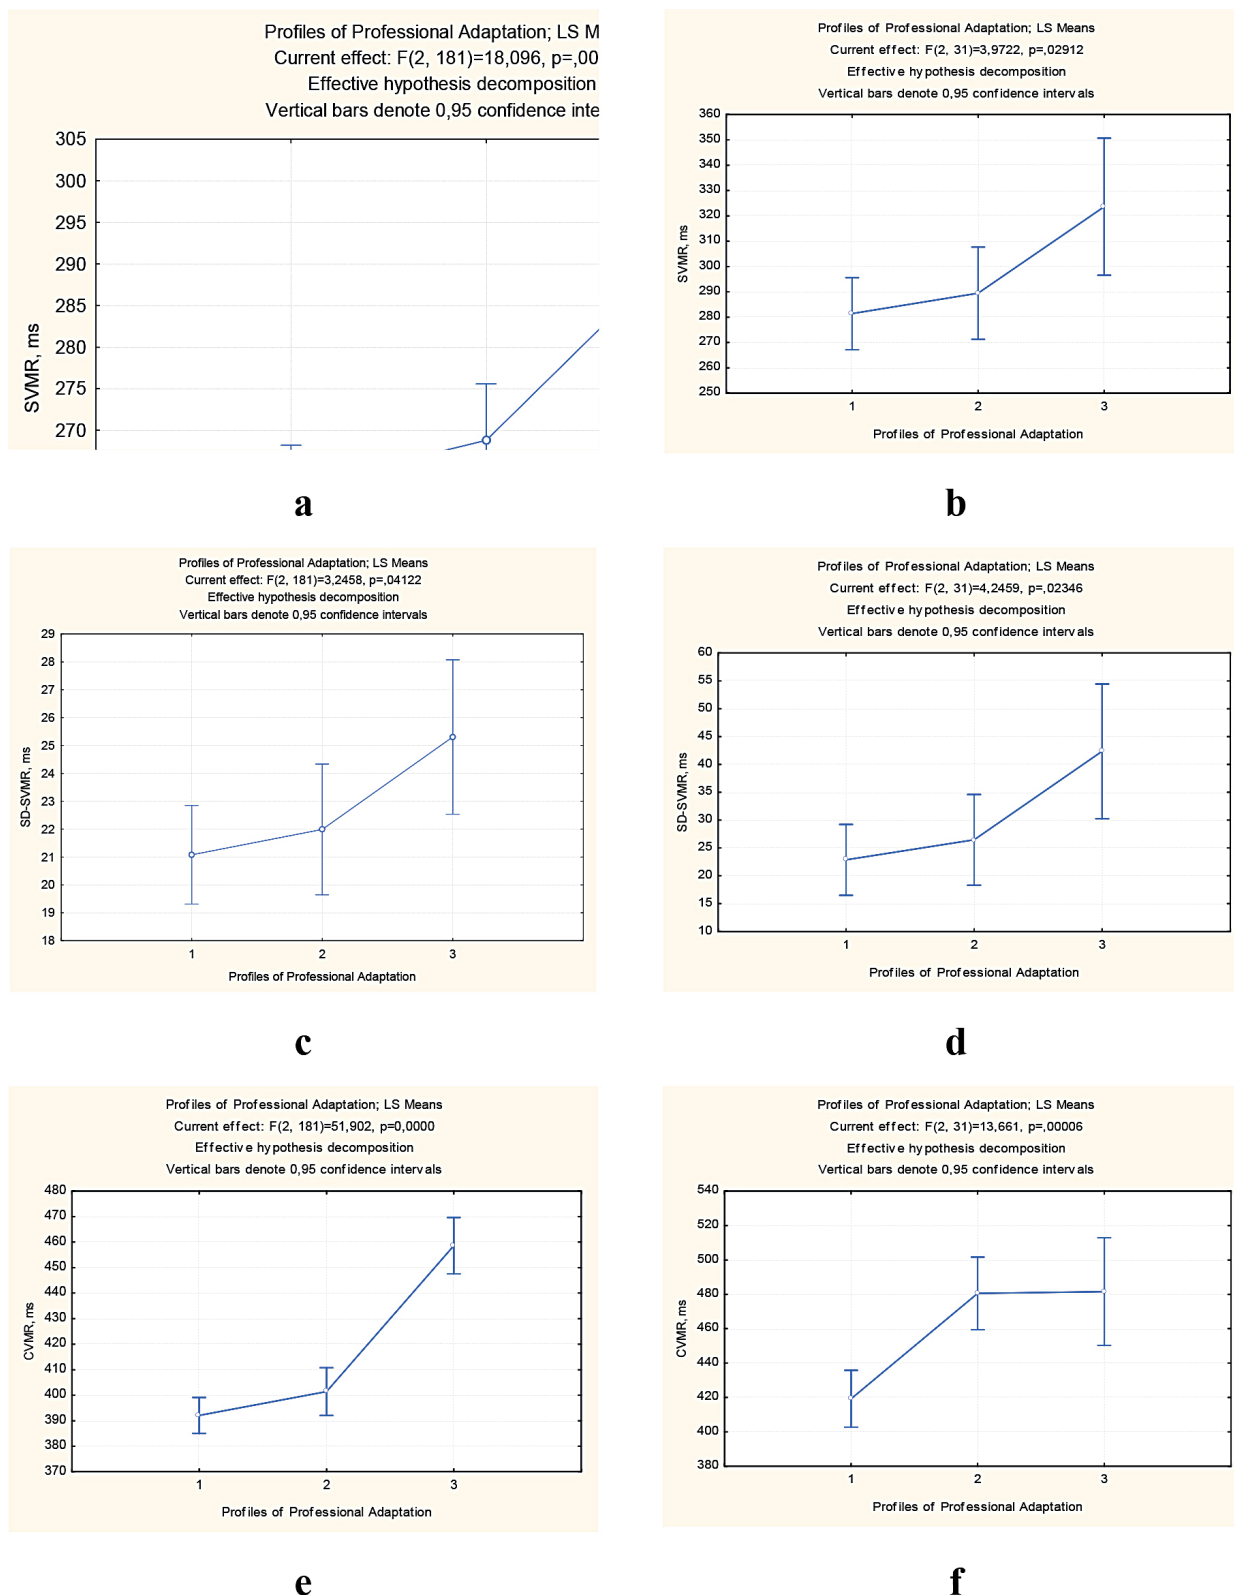 Profiles of Professional Adaptation; LS M
Current effect: F(2, 181)=18,096, p=,00
Effective hypothesis decomposition
Vertical bars denote 0,95 confidence inte
305
300
295
290
285
280
275
270
SVMR, ms
a
Profiles of Professional Adaptation; LS Means
Current effect: F(2, 31)=3,9722, p=,02912
Effective hypothesis decomposition
Vertical bars denote 0,95 confidence intervals
360
350
340
330
320
310
300
290
280
270
260
250
SVMR, ms
1 2 3
Profiles of Professional Adaptation
b
Profiles of Professional Adaptation; LS Means
Current effect: F(2, 181)=3,2458, p=,04122
Effective hypothesis decomposition
Vertical bars denote 0,95 confidence intervals
29
28
27
26
25
24
23
22
21
20
19
18
SD-SVMR, ms
1 2 3
Profiles of Professional Adaptation
c
Profiles of Professional Adaptation; LS Means
Current effect: F(2, 31)=4,2459, p=,02346
Effective hypothesis decomposition
Vertical bars denote 0,95 confidence intervals
60
55
50
45
40
35
30
25
20
15
10
SD-SVMR, ms
1 2 3
Profiles of Professional Adaptation
d
Profiles of Professional Adaptation; LS Means
Current effect: F(2, 181)=51,902, p=0,0000
Effective hypothesis decomposition
Vertical bars denote 0,95 confidence intervals
480
470
460
450
440
430
420
410
400
390
380
370
CVMR, ms
1 2 3
Profiles of Professional Adaptation
e
Profiles of Professional Adaptation; LS Means
Current effect: F(2, 31)=13,661, p=,00006
Effective hypothesis decomposition
Vertical bars denote 0,95 confidence intervals
540
520
500
480
460
440
420
400
380
CVMR, ms
1 2 3
Profiles of Professional Adaptation
f